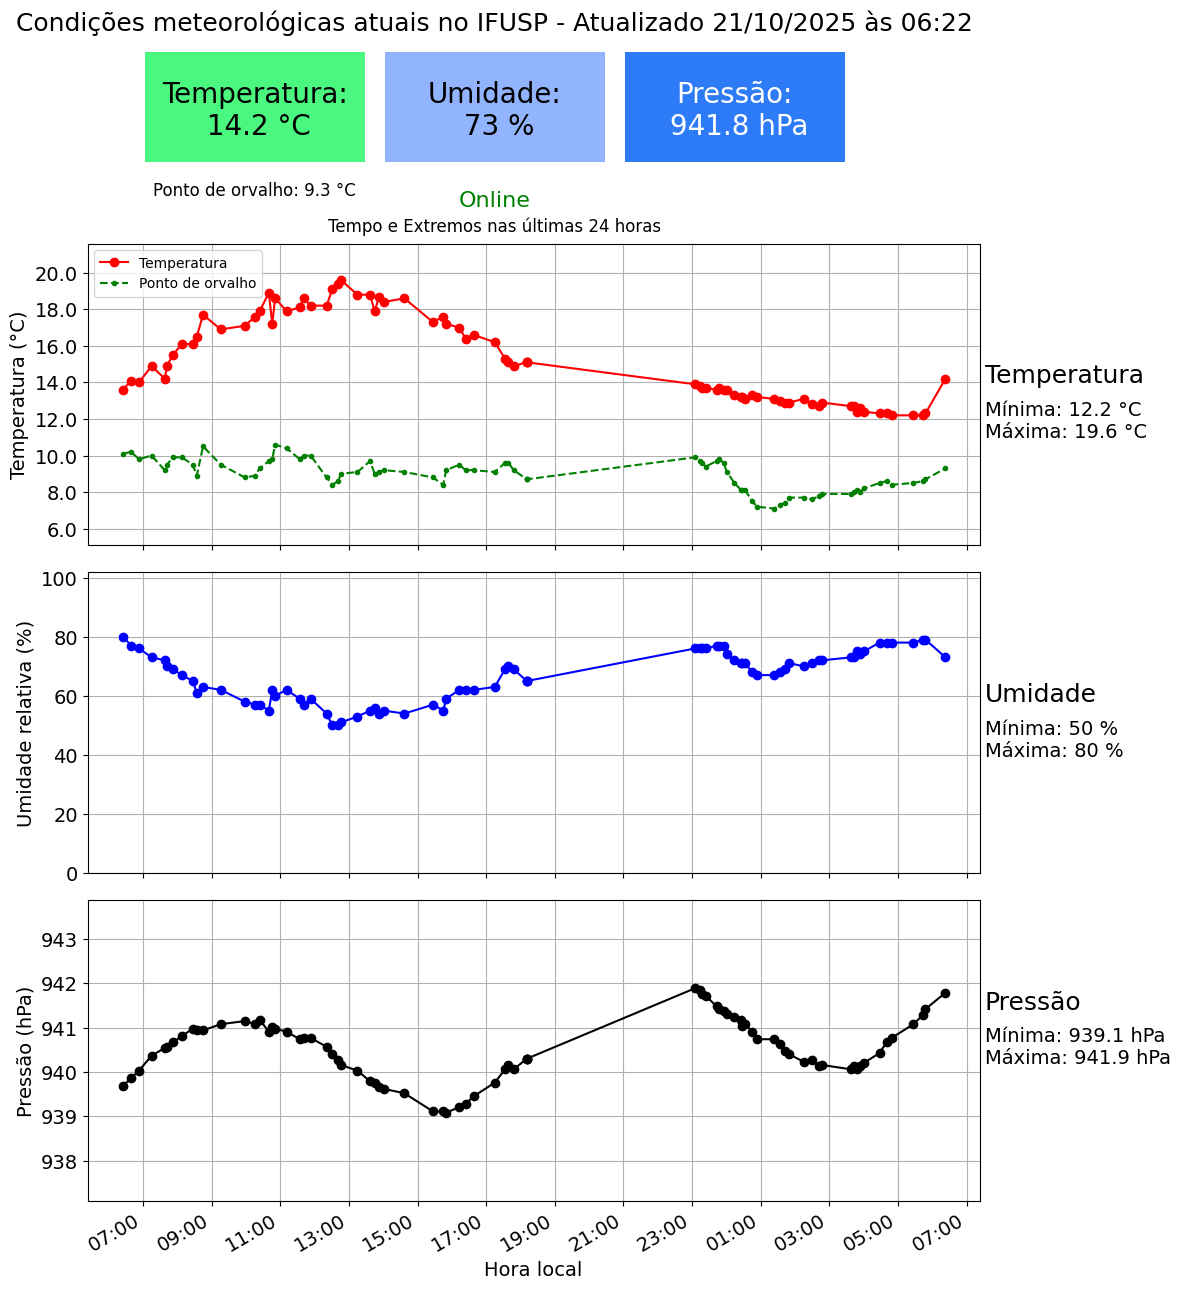 Condições meteorológicas atuais no IFUSP - Atualizado 21/10/2025 às 06:22
Temperatura:
14.2 °C
Umidade:
73 %
Pressão:
941.8 hPa
Ponto de orvalho: 9.3 °C
Online
Tempo e Extremos nas últimas 24 horas
Temperatura
Ponto de orvalho
Temperatura (°C)
20.0
18.0
16.0
14.0
12.0
10.0
8.0
6.0
Temperatura
Mínima: 12.2 °C
Máxima: 19.6 °C
Umidade relativa (%)
100
80
60
40
20
0
Umidade
Mínima: 50 %
Máxima: 80 %
Pressão (hPa)
943
942
941
940
939
938
Pressão
Mínima: 939.1 hPa
Máxima: 941.9 hPa
07:00 09:00 11:00 13:00 15:00 17:00 19:00 21:00 23:00 01:00 03:00 05:00 07:00
Hora local